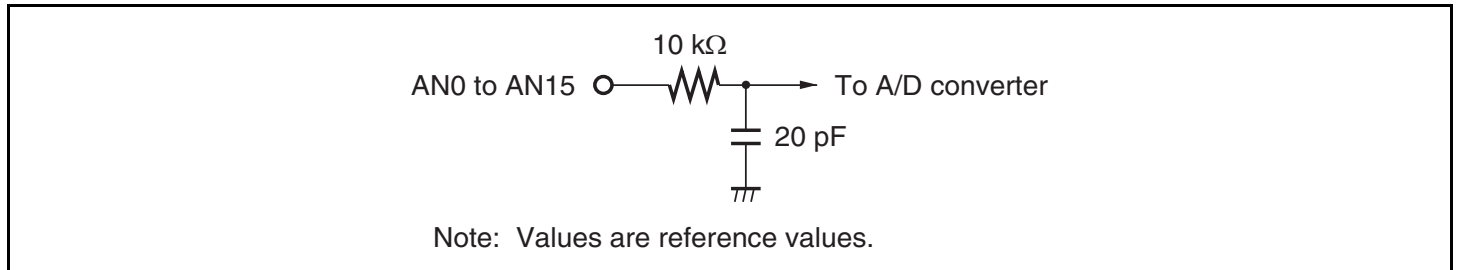 10 kΩ
AN0 to AN15 To A/D converter
20 pF
Note: Values are reference values.